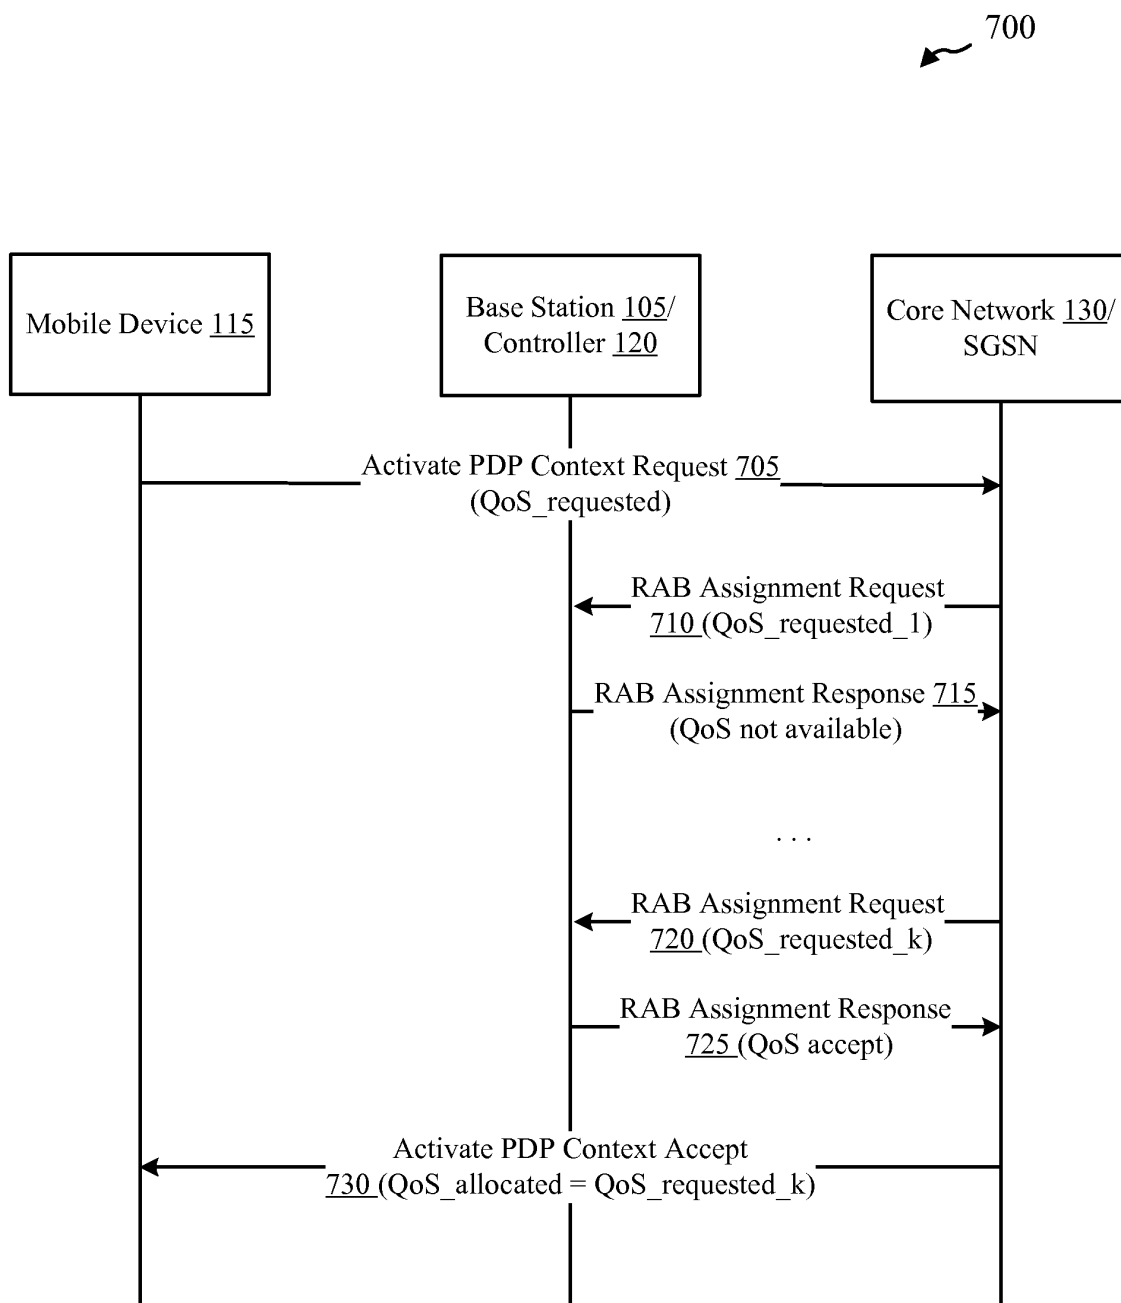 700
Mobile Device 115
Base Station 105/
Controller 120
Core Network 130/
SGSN
Activate PDP Context Request 705
(QoS_requested)
RAB Assignment Request
710 (QoS_requested_1)
RAB Assignment Response 715
(QoS not available)
. . .
RAB Assignment Request
720 (QoS_requested_k)
RAB Assignment Response
725 (QoS accept)
Activate PDP Context Accept
730 (QoS_allocated = QoS_requested_k)